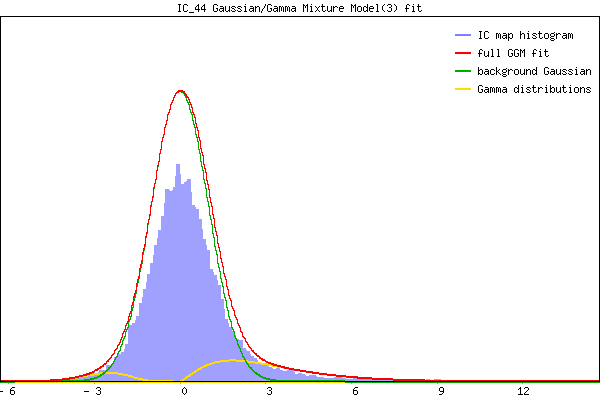 IC_44 Gaussian/Gamma Mixture Model(3) fit
IC map histogram
full GGM fit
background Gaussian
Gamma distributions
-6 -3 0 3 6 9 12